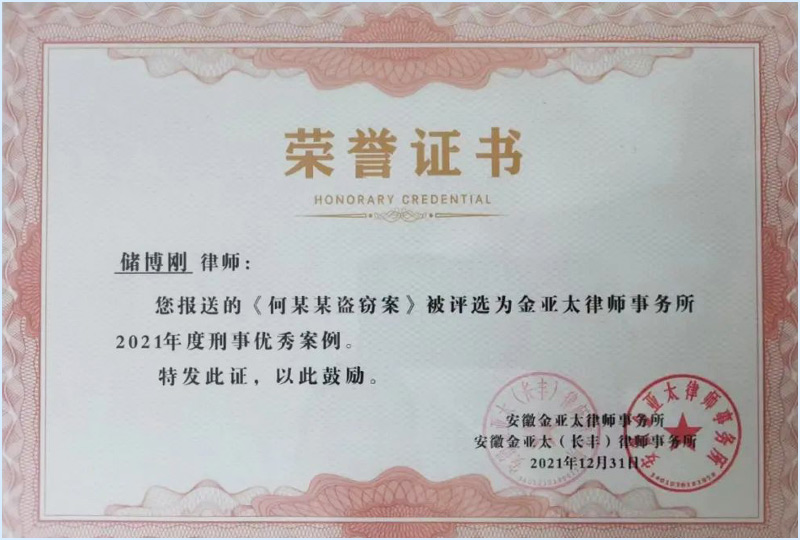 荣誉证书
HONORARY CREDENTIAL
储博刚 律师：
您报送的《何某某盗窃案》被评选为金亚太律师事务所
2021年度刑事优秀案例。
特发此证，以此鼓励。
安徽金亚太律师事务所
安徽金亚太（长丰）律师事务所
2021年12月31日